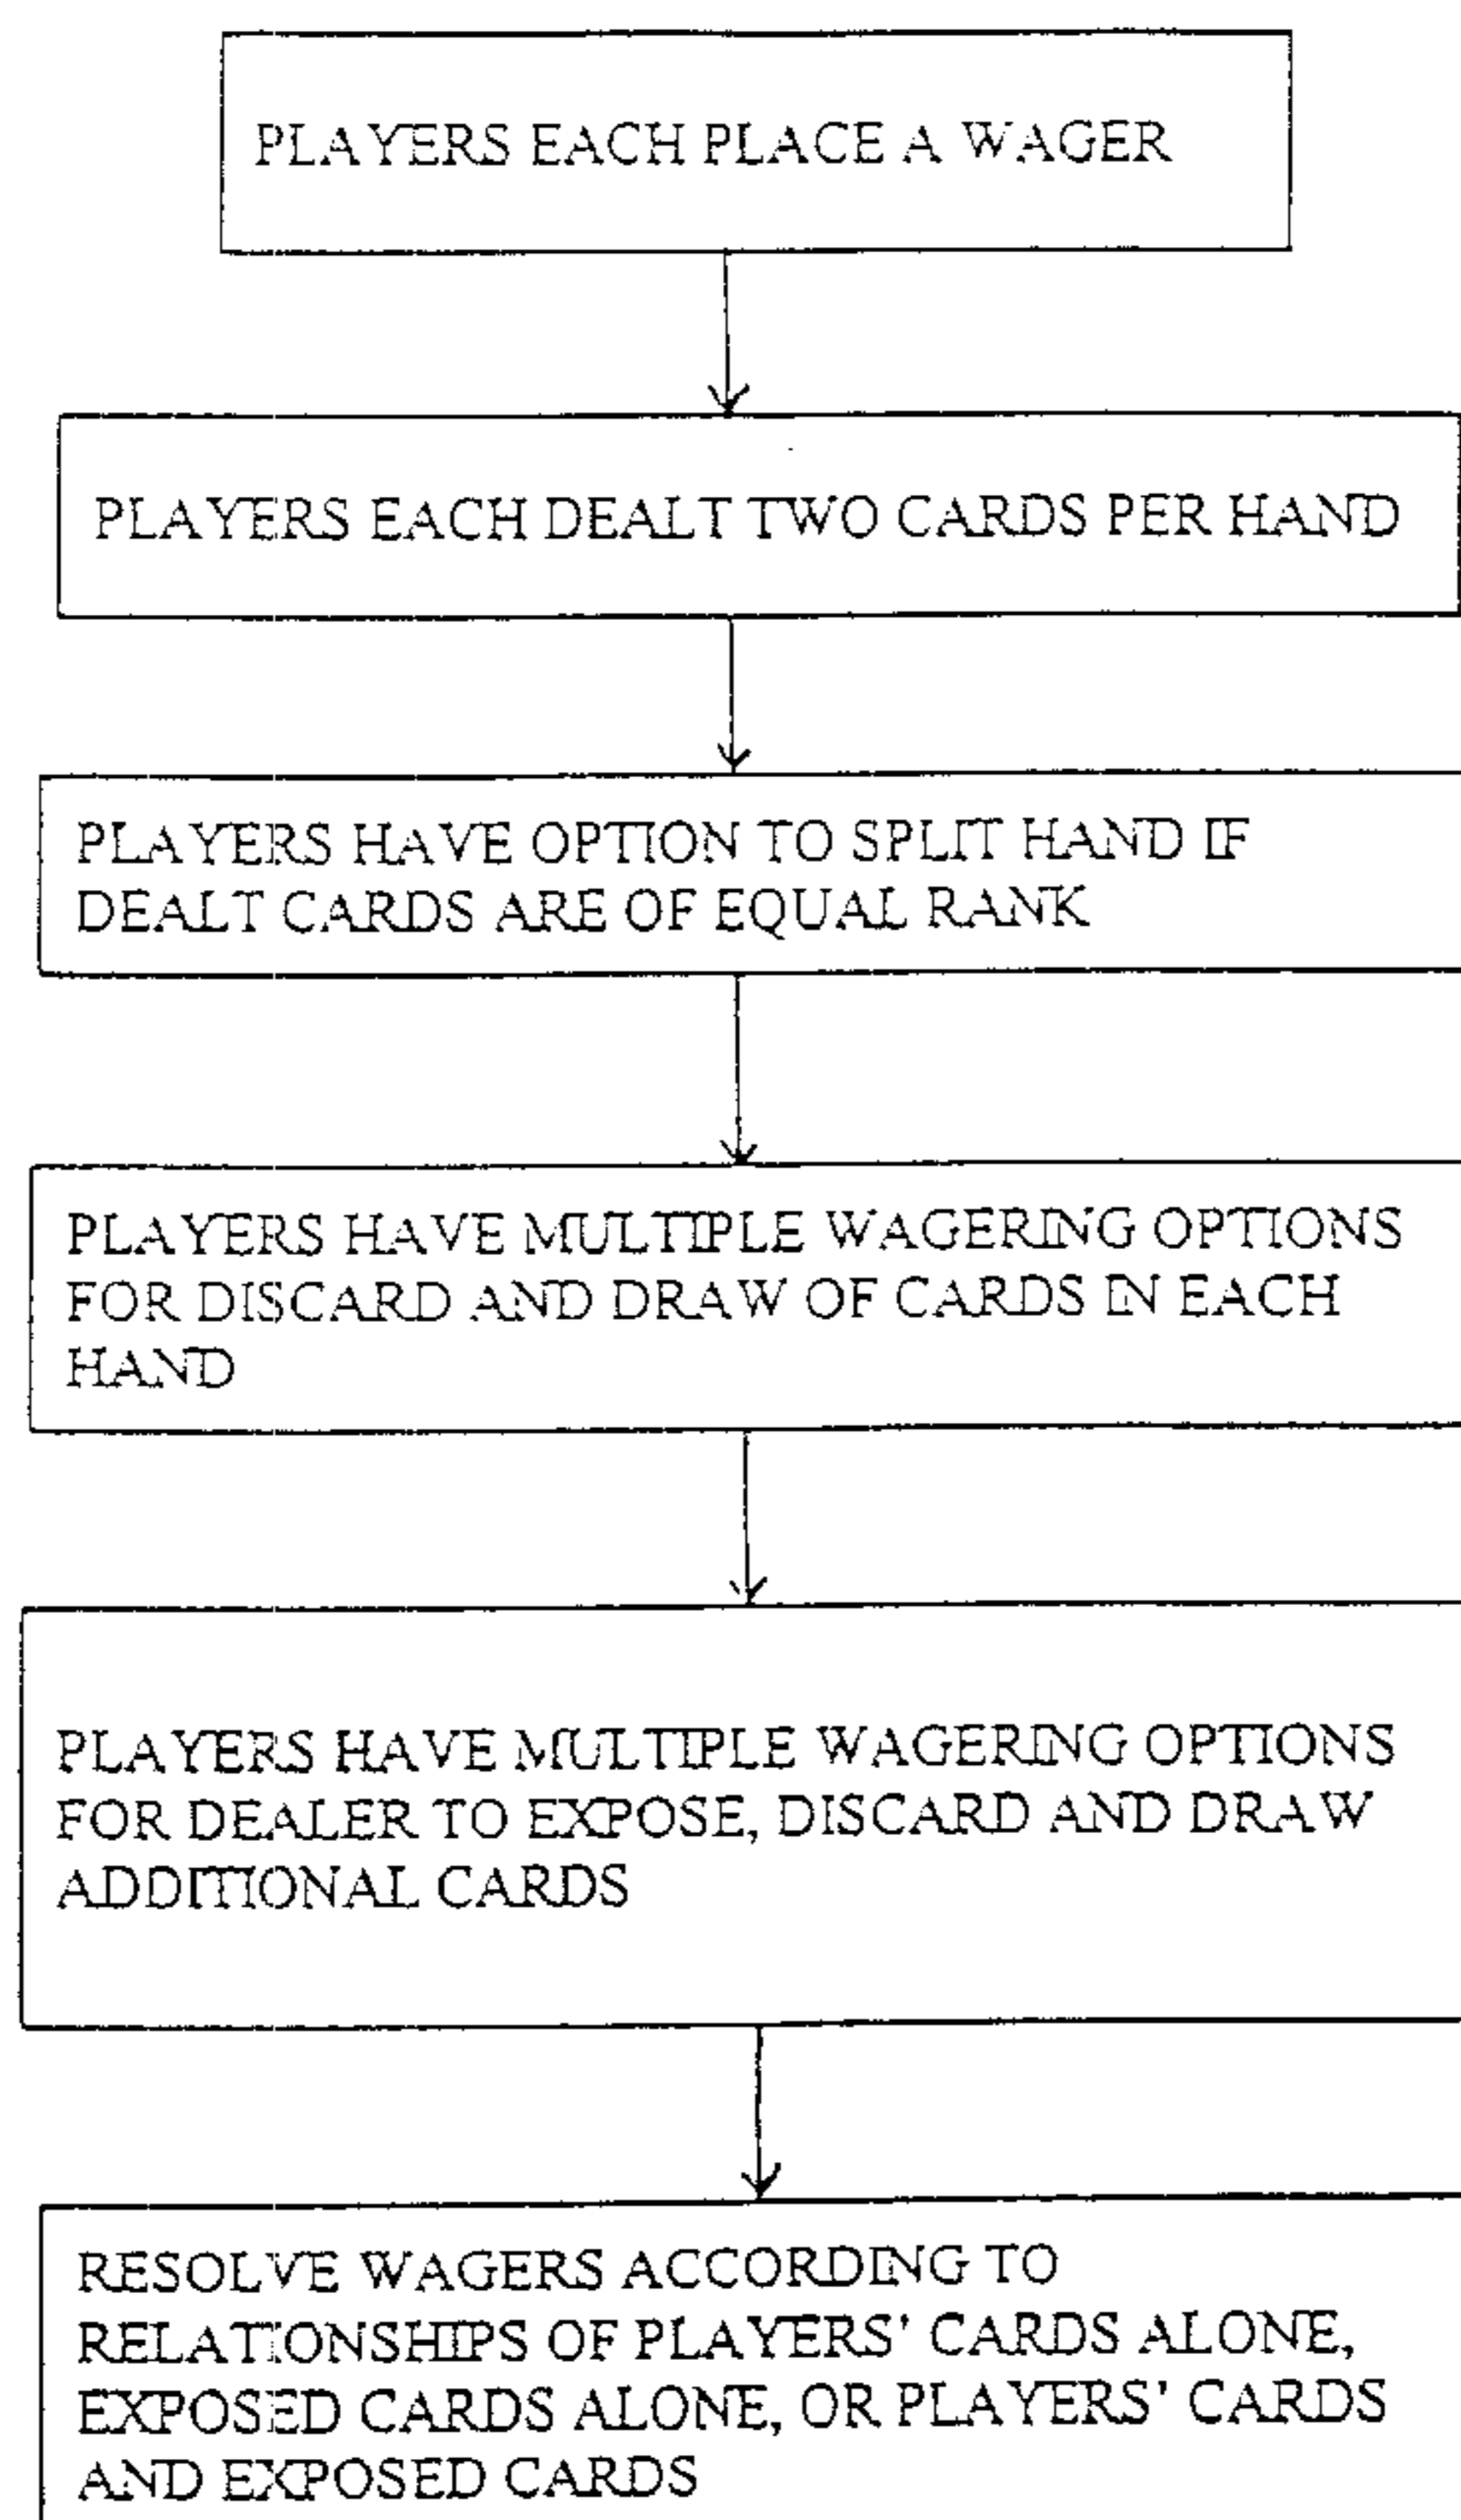 PLAYERS EACH PLACE A WAGER
PLAYERS EACH DEALT TWO CARDS PER HAND
PLAYERS HAVE OPTION TO SPLIT HAND IF
DEALT CARDS ARE OF EQUAL RANK
PLAYERS HAVE MULTIPLE WAGERING OPTIONS
FOR DISCARD AND DRAW OF CARDS IN EACH
HAND
PLAYERS HAVE MULTIPLE WAGERING OPTIONS
FOR DEALER TO EXPOSE, DISCARD AND DRAW
ADDITIONAL CARDS
RESOLVE WAGERS ACCORDING TO
RELATIONSHIPS OF PLAYERS' CARDS ALONE,
EXPOSED CARDS ALONE, OR PLAYERS' CARDS
AND EXPOSED CARDS